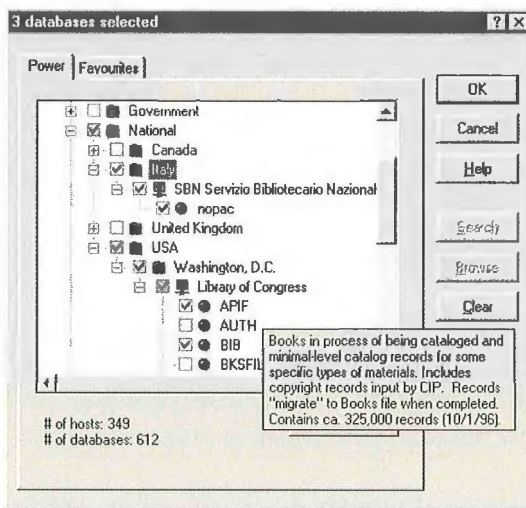 3 databases selected
Power Favourites
OK
Cancel
Help
Search
Browse
Clear
Government
National
Canada
Italy
SBN Servizio Bibliotecario Nazional
nopac
United Kingdom
USA
Washington, D.C.
Library of Congress
APIF
AUTH
BIB
BKSFIL
Books in process of being cataloged and
minimal-level catalog records for some
specific types of materials. Includes
copyright records input by CIP. Records
"migrate" to Books file when completed.
Contains ca. 325,000 records (10/1/96).
# of hosts: 349
# of databases: 612